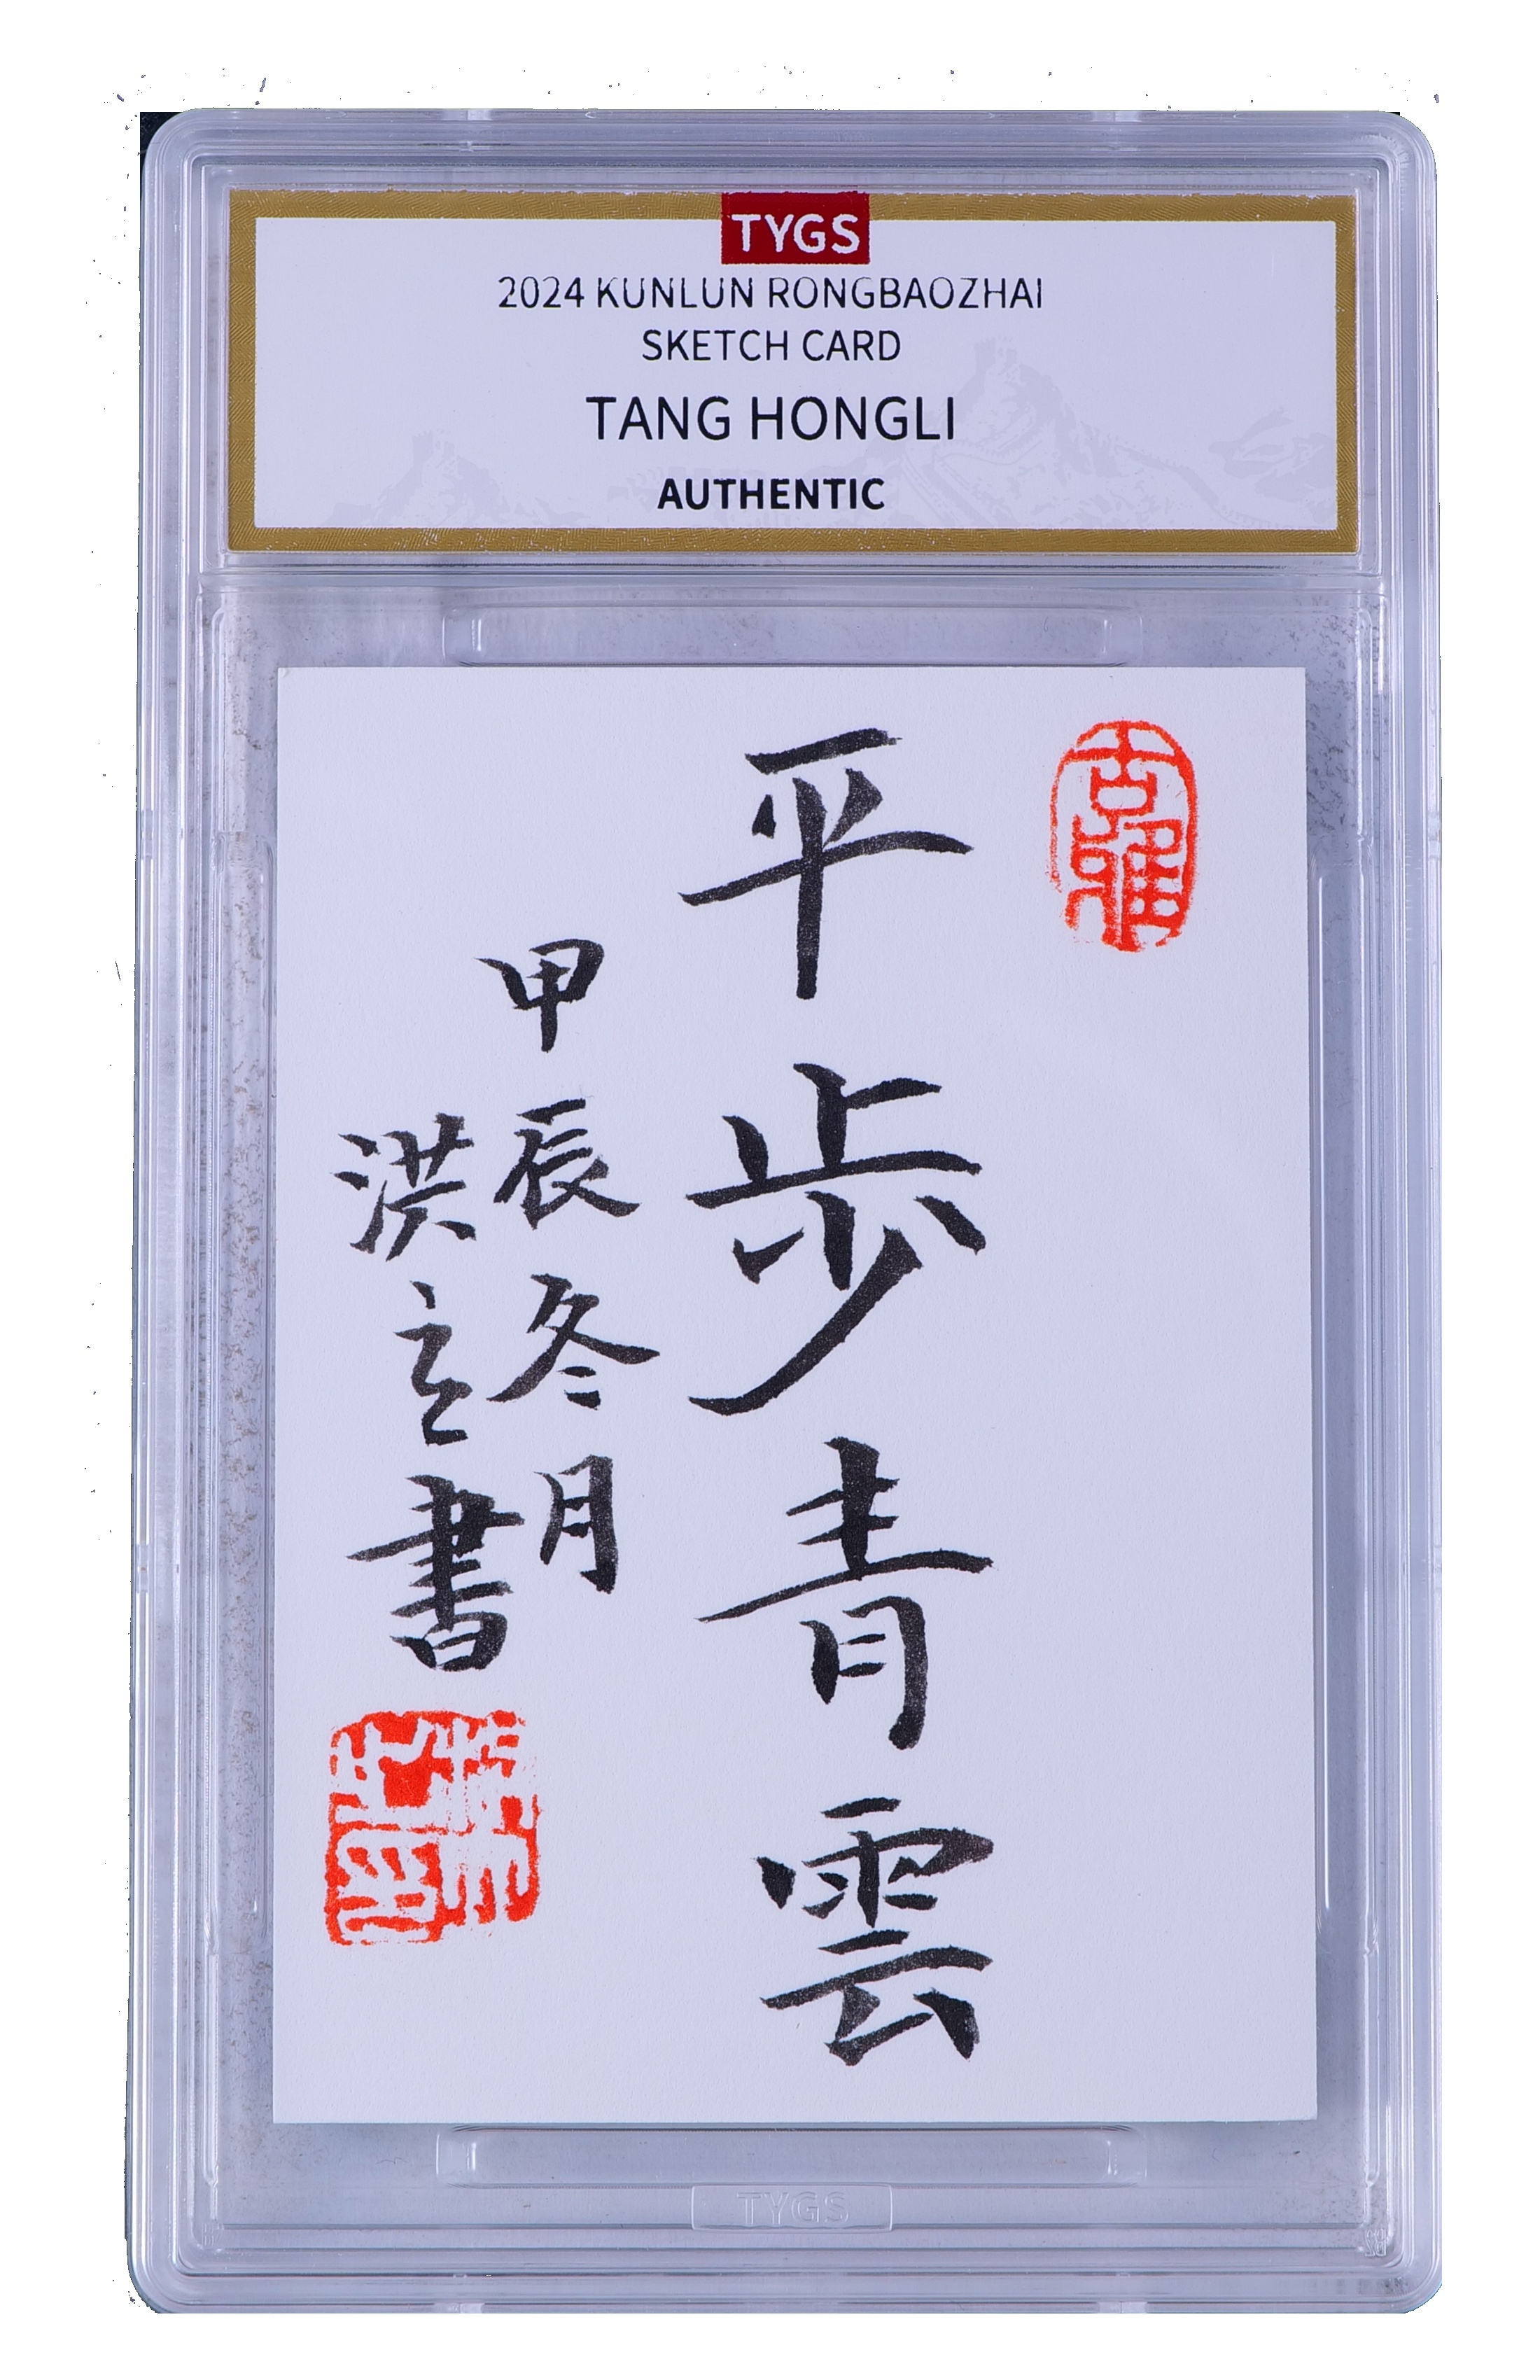 TYGS
2024 KUNLUN RONGBAOZHAI
SKETCH CARD
TANG HONGLI
AUTHENTIC
平步青雲
甲辰冬月
洪立書
TYGS